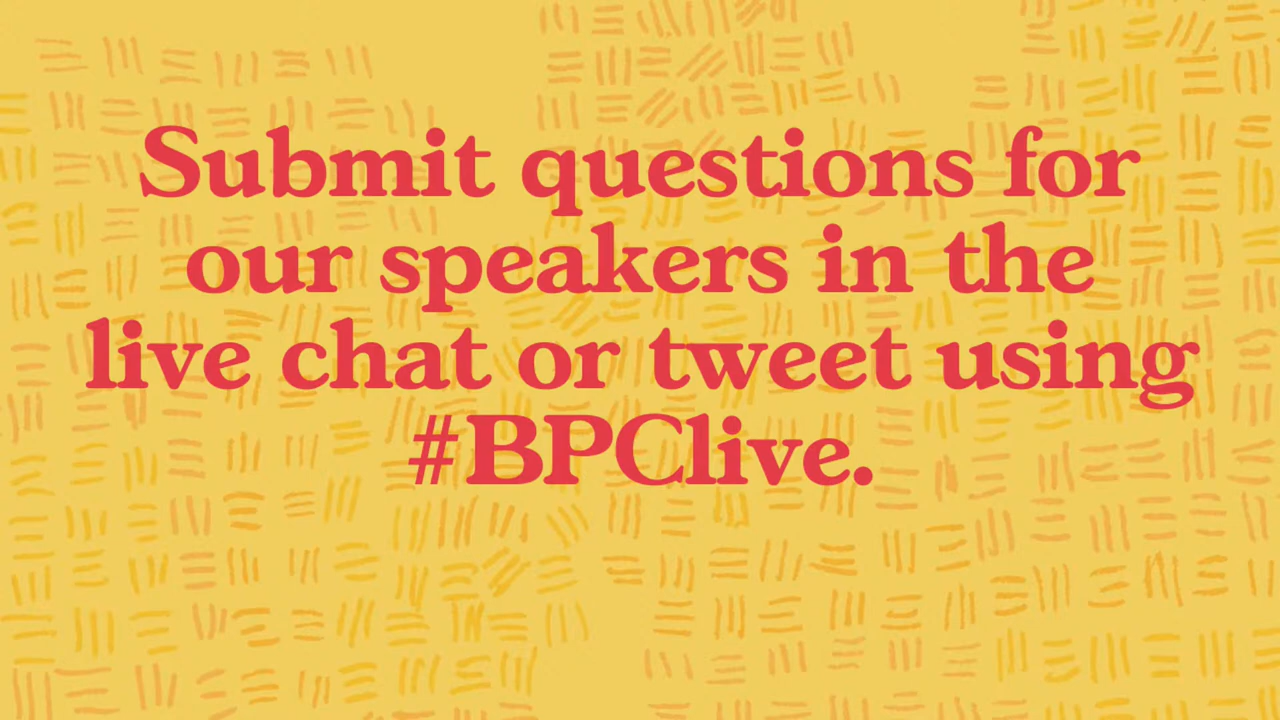 Submit questions for
our speakers in the
live chat or tweet using
#BPClive.